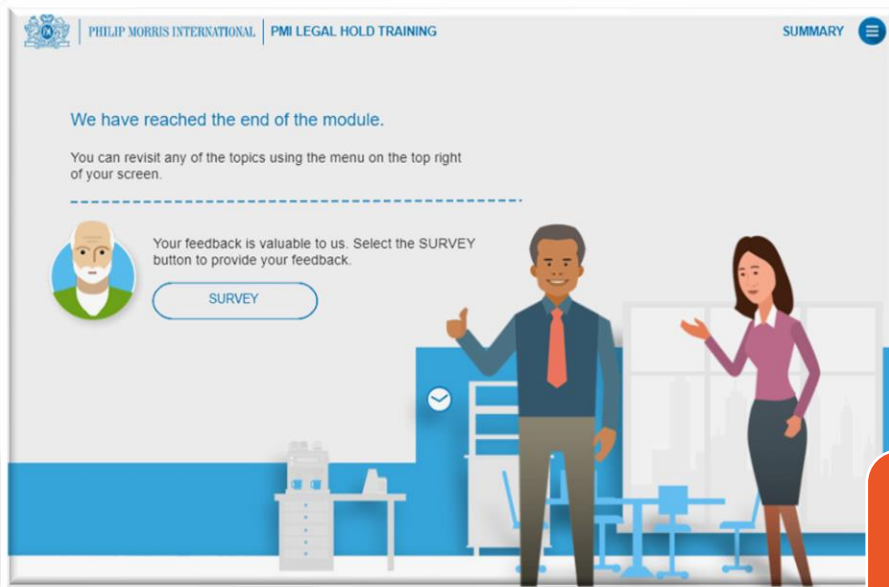 PHILIP MORRIS INTERNATIONAL
PMI LEGAL HOLD TRAINING
SUMMARY
We have reached the end of the module.
You can revisit any of the topics using the menu on the top right
of your screen.
Your feedback is valuable to us. Select the SURVEY
button to provide your feedback.
SURVEY